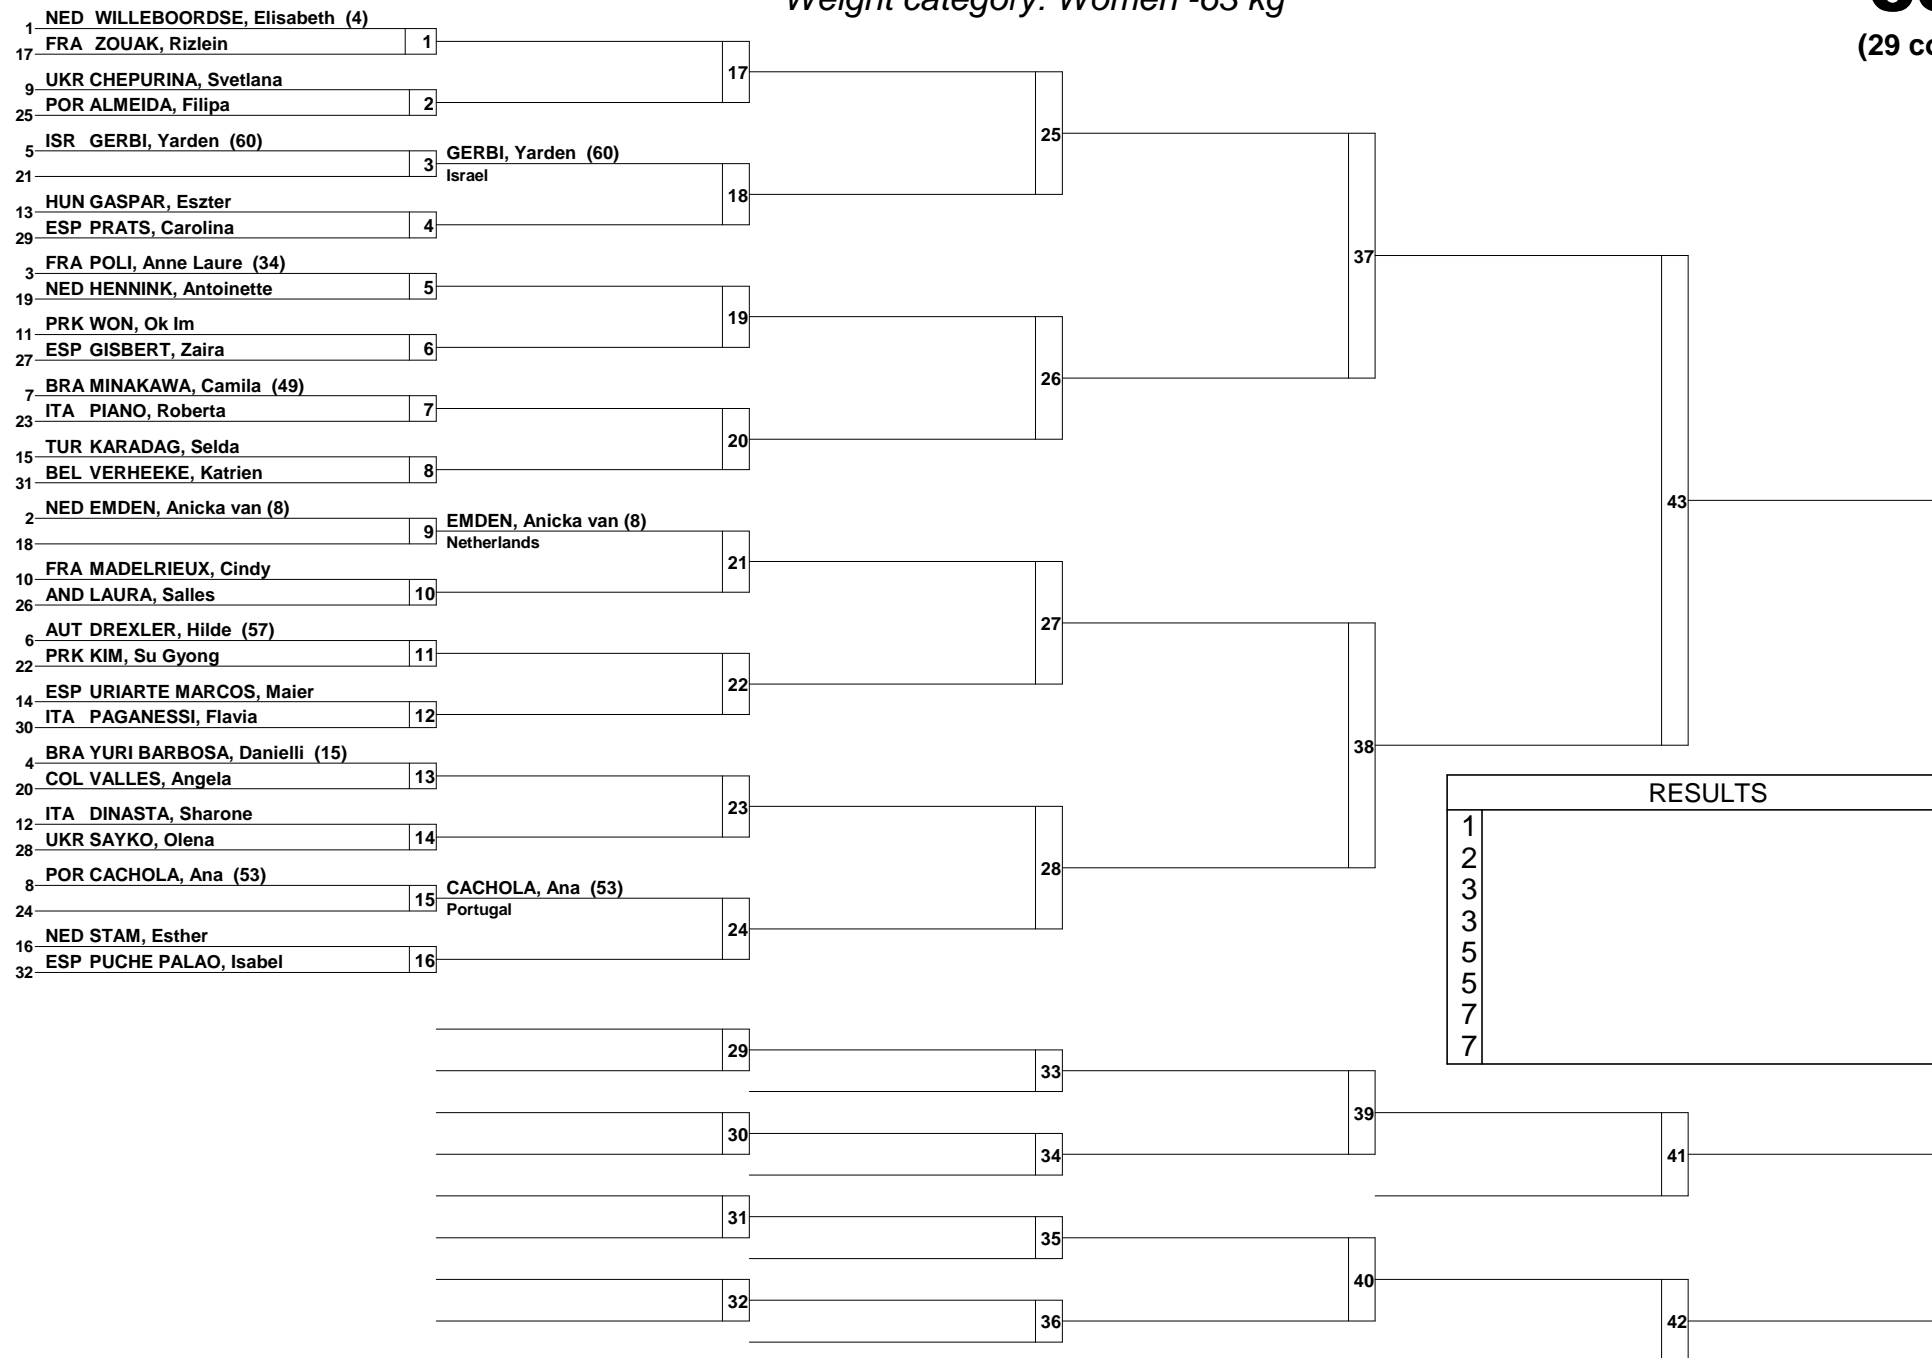 Weight category: Women -63 kg
(29 co
1 NED WILLEBOORDSE, Elisabeth (4)
17 FRA ZOUAK, Rizlein
1
9 UKR CHEPURINA, Svetlana
25 POR ALMEIDA, Filipa
2
17
5 ISR GERBI, Yarden (60)
21
3
GERBI, Yarden (60)
Israel
13 HUN GASPAR, Eszter
29 ESP PRATS, Carolina
4
18
25
3 FRA POLI, Anne Laure (34)
19 NED HENNINK, Antoinette
5
11 PRK WON, Ok Im
27 ESP GISBERT, Zaira
6
19
7 BRA MINAKAWA, Camila (49)
23 ITA PIANO, Roberta
7
15 TUR KARADAG, Selda
31 BEL VERHEEKE, Katrien
8
20
26
37
2 NED EMDEN, Anicka van (8)
18
9
EMDEN, Anicka van (8)
Netherlands
10 FRA MADELRIEUX, Cindy
26 AND LAURA, Salles
10
21
6 AUT DREXLER, Hilde (57)
22 PRK KIM, Su Gyong
11
14 ESP URIARTE MARCOS, Maier
30 ITA PAGANESSI, Flavia
12
22
27
4 BRA YURI BARBOSA, Danielli (15)
20 COL VALLES, Angela
13
12 ITA DINASTA, Sharone
28 UKR SAYKO, Olena
14
23
8 POR CACHOLA, Ana (53)
24
15
CACHOLA, Ana (53)
Portugal
16 NED STAM, Esther
32 ESP PUCHE PALAO, Isabel
16
24
28
38
43
RESULTS
1
2
3
3
5
5
7
7
29
33
30
34
39
41
31
35
32
36
40
42